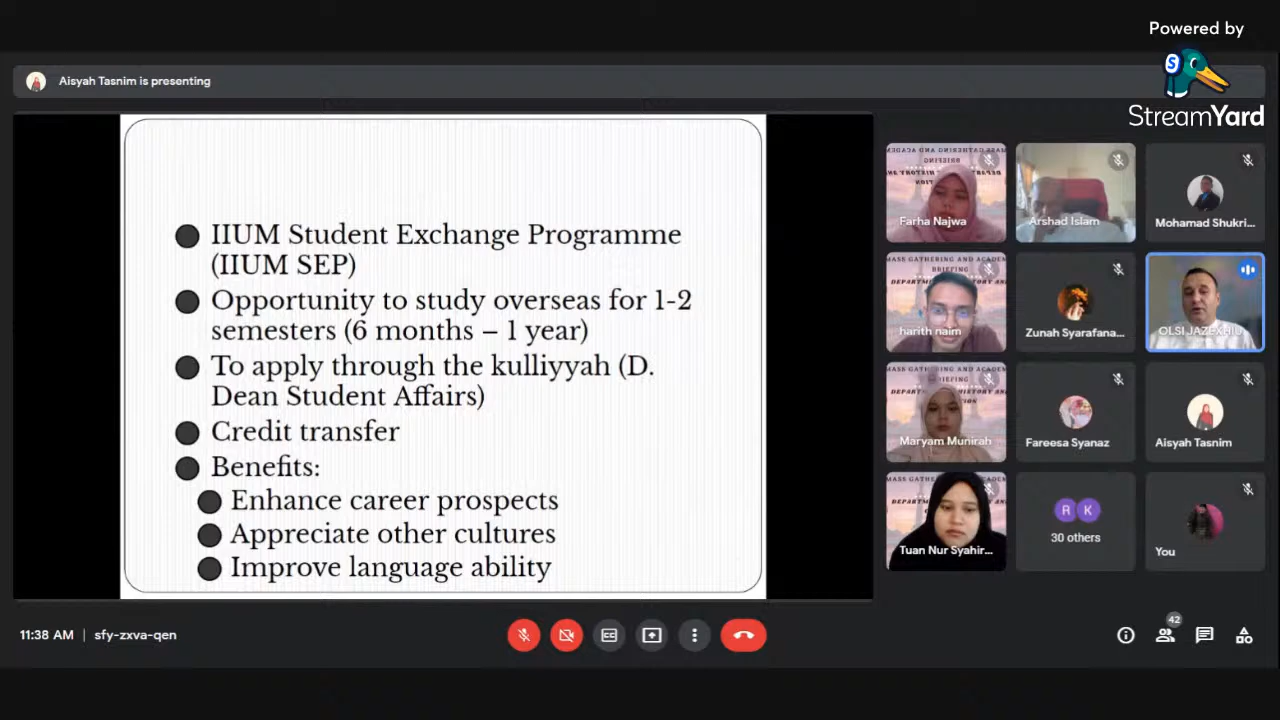 Powered by
S
StreamYard
Aisyah Tasnim is presenting
IIUM Student Exchange Programme
(IIUM SEP)
Opportunity to study overseas for 1-2
semesters (6 months – 1 year)
To apply through the kulliyyah (D.
Dean Student Affairs)
Credit transfer
Benefits:
Enhance career prospects
Appreciate other cultures
Improve language ability
Farha Najwa
Arshad Islam
Mohamad Shukri...
harith naim
Zunah Syarafana...
OLSI JAZEXHIU
Maryam Munirah
Fareesa Syanaz
Aisyah Tasnim
Tuan Nur Syahir...
R K
30 others
You
11:38 AM | sfy-zxva-qen
CC
42